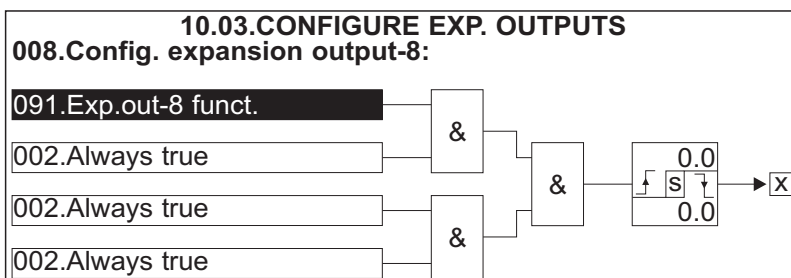 10.03.CONFIGURE EXP. OUTPUTS
008.Config. expansion output-8:
091.Exp.out-8 funct.
&
002.Always true
&
0.0
S
X
0.0
002.Always true
&
002.Always true